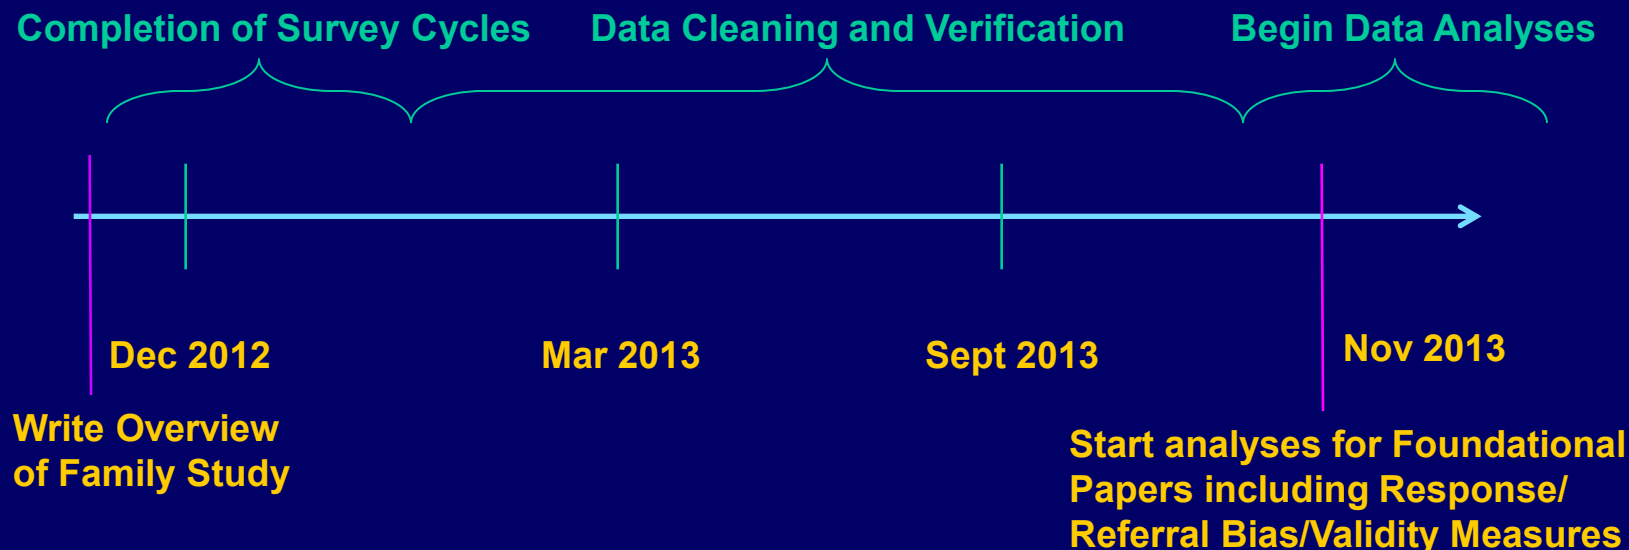 Completion of Survey Cycles
Data Cleaning and Verification
Begin Data Analyses
Dec 2012
Mar 2013
Sept 2013
Nov 2013
Write Overview
of Family Study
Start analyses for Foundational
Papers including Response/
Referral Bias/Validity Measures